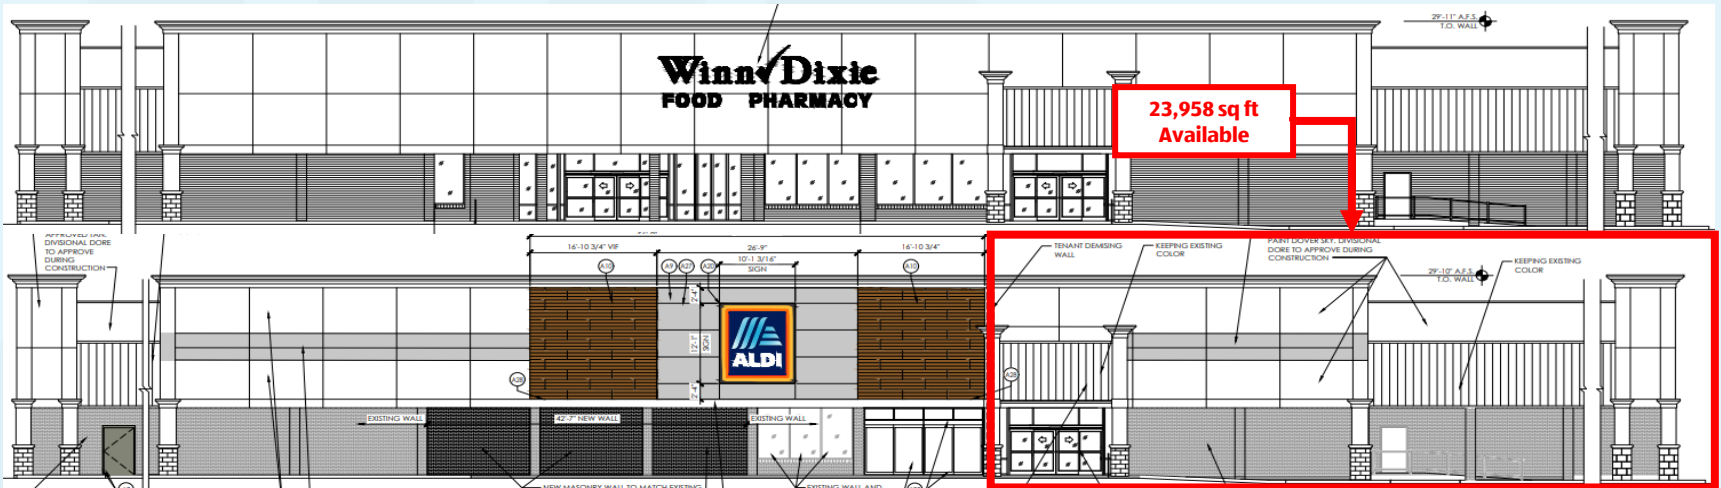 29'-11" A.F.S.
T.O. WALL
Winn Dixie
FOOD PHARMACY
23,958 sq ft
Available
APPROVED TAN.
DIVISIONAL DORE
TO APPROVE
DURING
CONSTRUCTION
16'-10 3/4" VIF
26'-9"
16'-10 3/4"
10'-1 3/16"
SIGN
A10
A9
A27
A20
A10
2'-4"
12'-1"
SIGN
2'-4"
ALDI
A28
A28
TENANT DEMISING
WALL
KEEPING EXISTING
COLOR
PAINT DOVER SKY. DIVISIONAL
DORE TO APPROVE DURING
CONSTRUCTION
29'-10" A.F.S.
T.O. WALL
KEEPING EXISTING
COLOR
EXISTING WALL
42'-7" NEW WALL
EXISTING WALL
NEW MASONRY WALL TO MATCH EXISTING
EXISTING WALL AND